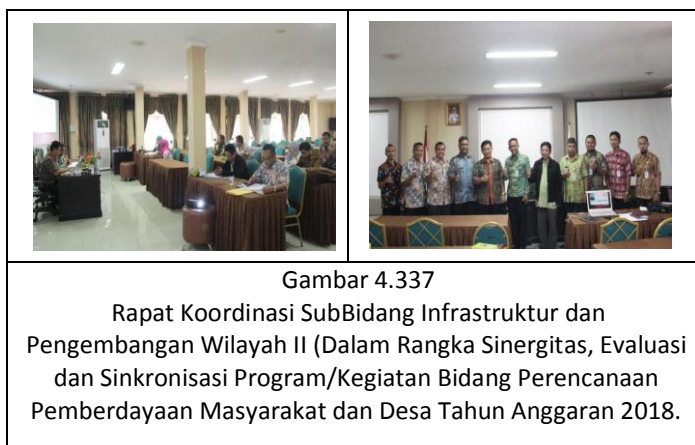 Gambar 4.337
Rapat Koordinasi SubBidang Infrastruktur dan
Pengembangan Wilayah II (Dalam Rangka Sinergitas, Evaluasi
dan Sinkronisasi Program/Kegiatan Bidang Perencanaan
Pemberdayaan Masyarakat dan Desa Tahun Anggaran 2018.